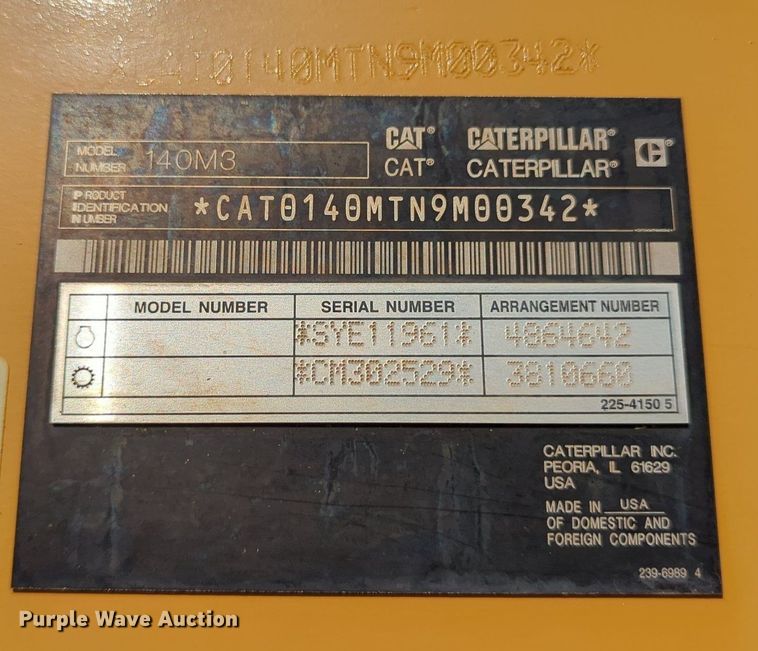 *CAT0140MTN9M00342*
CAT® CATERPILLAR®
CAT® CATERPILLAR®
MODEL NUMBER 140M3
PRODUCT IDENTIFICATION NUMBER *CAT0140MTN9M00342*
MODEL NUMBER SERIAL NUMBER ARRANGEMENT NUMBER
*SYE11961* 4864642
*CM302529* 3810660
225-4150 5
CATERPILLAR INC.
PEORIA, IL 61629
USA
MADE IN USA
OF DOMESTIC AND
FOREIGN COMPONENTS
239-6989 4
Purple Wave Auction